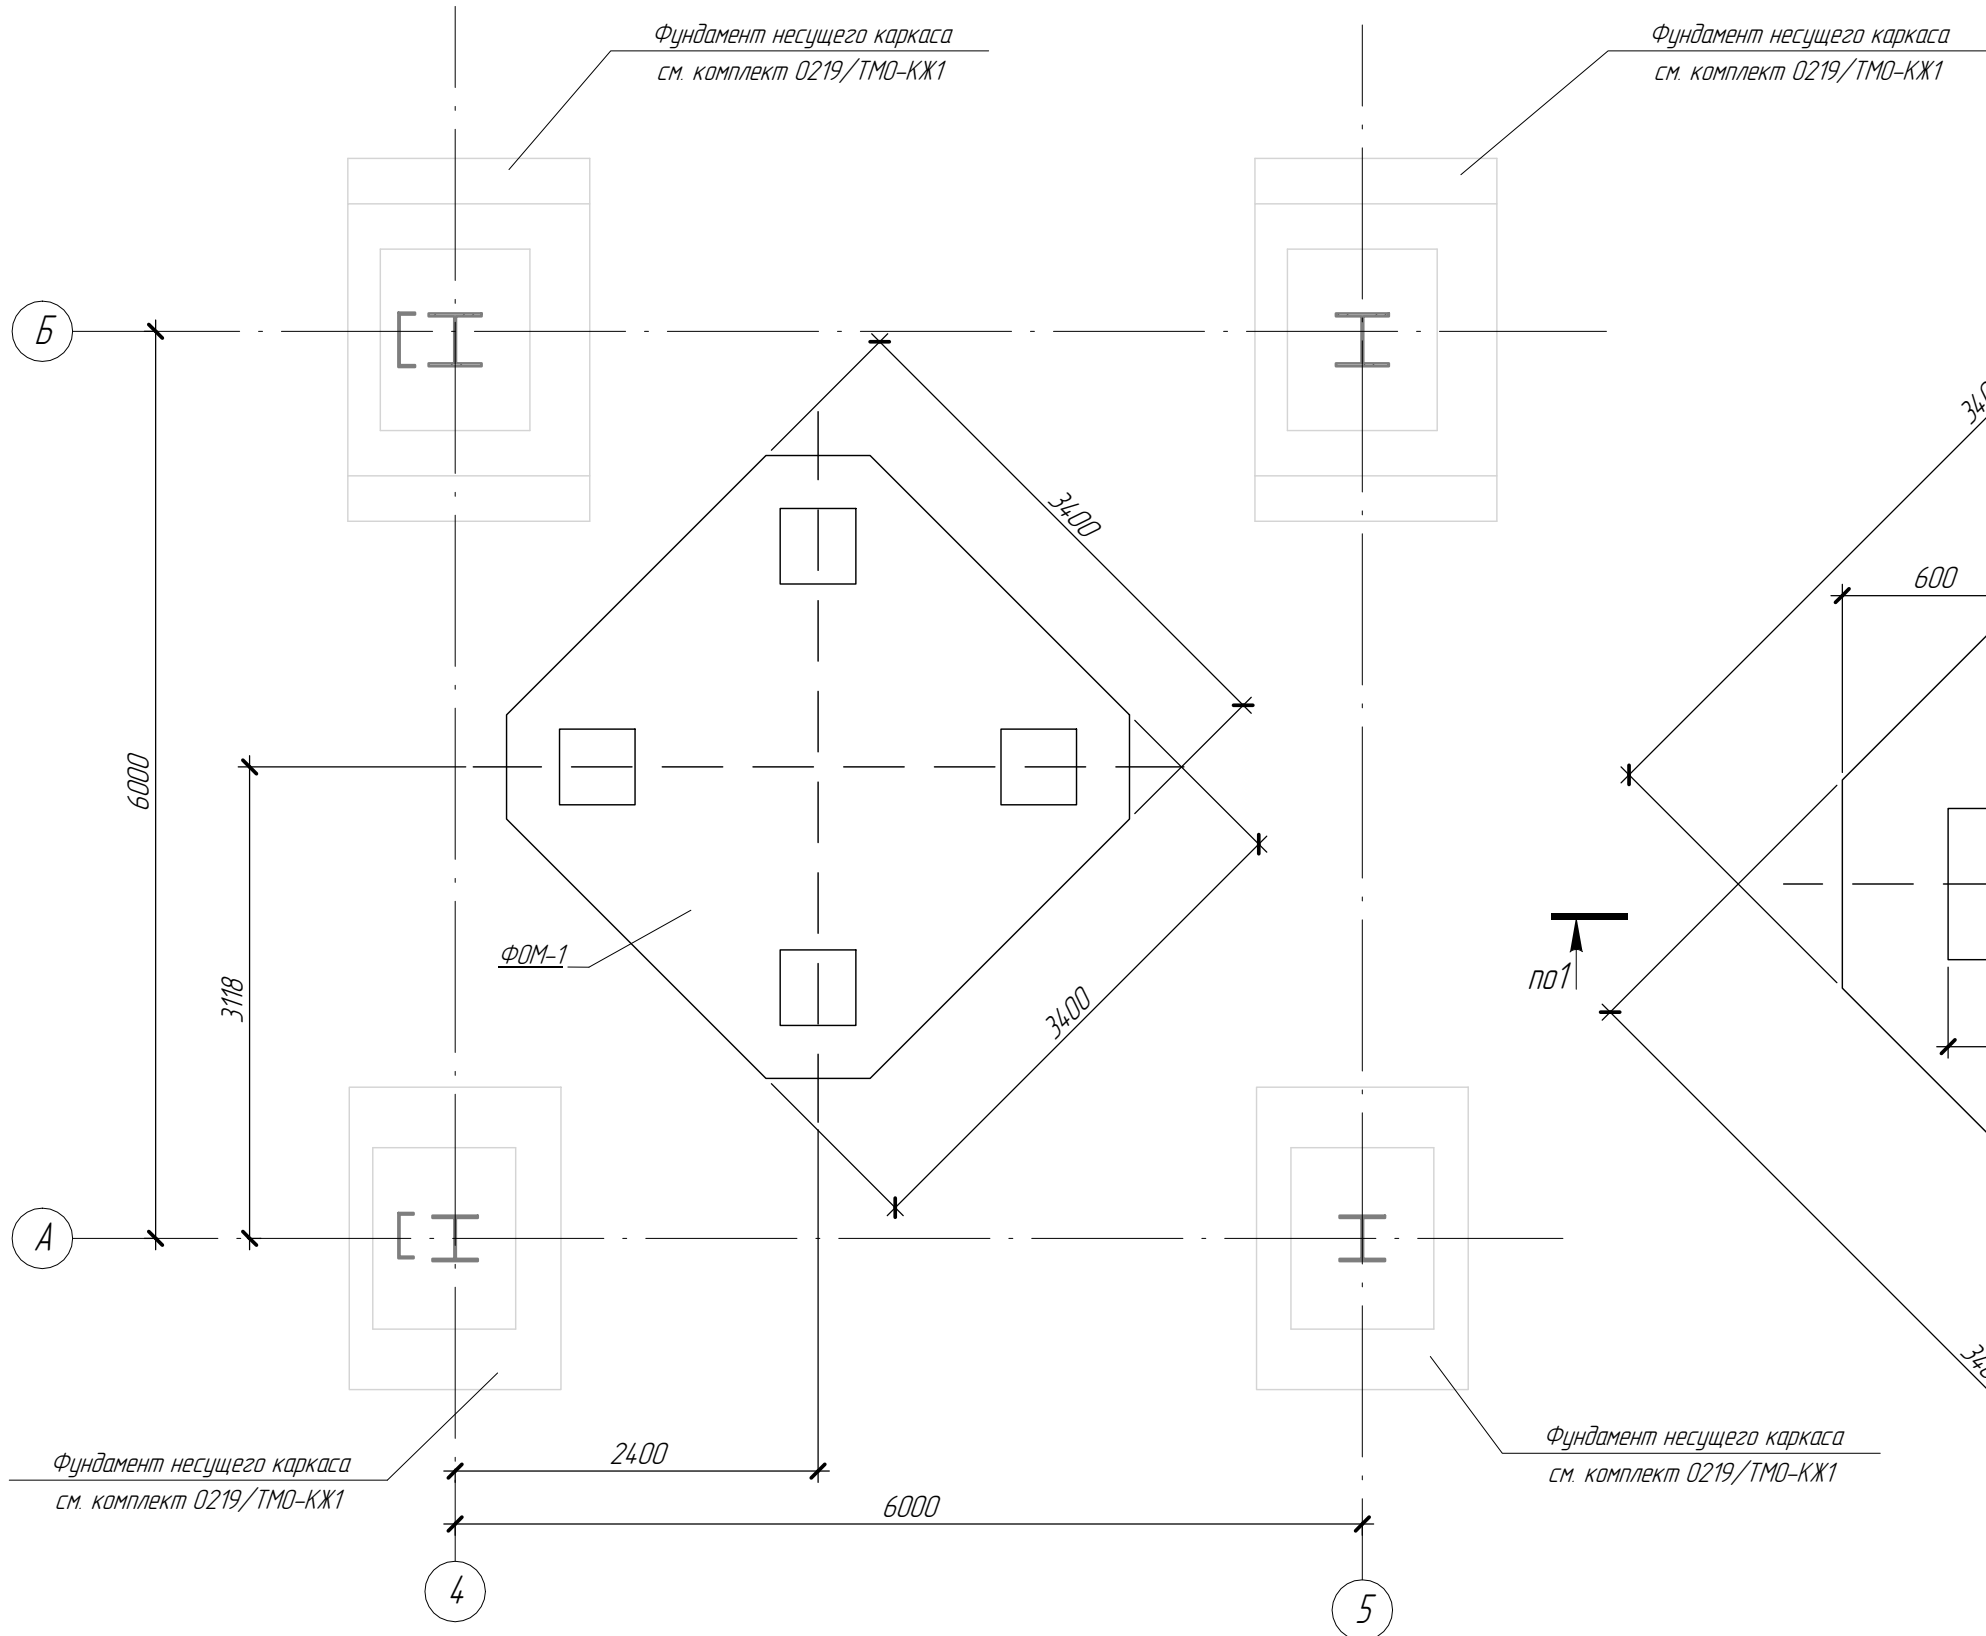 Фундамент несущего каркаса
см. комплект 0219/ТМО-КЖ1
Фундамент несущего каркаса
см. комплект 0219/ТМО-КЖ1
Б
3400
600
6000
ФОМ-1
3118
по1
3400
А
Фундамент несущего каркаса
см. комплект 0219/ТМО-КЖ1
2400
Фундамент несущего каркаса
см. комплект 0219/ТМО-КЖ1
6000
4
5